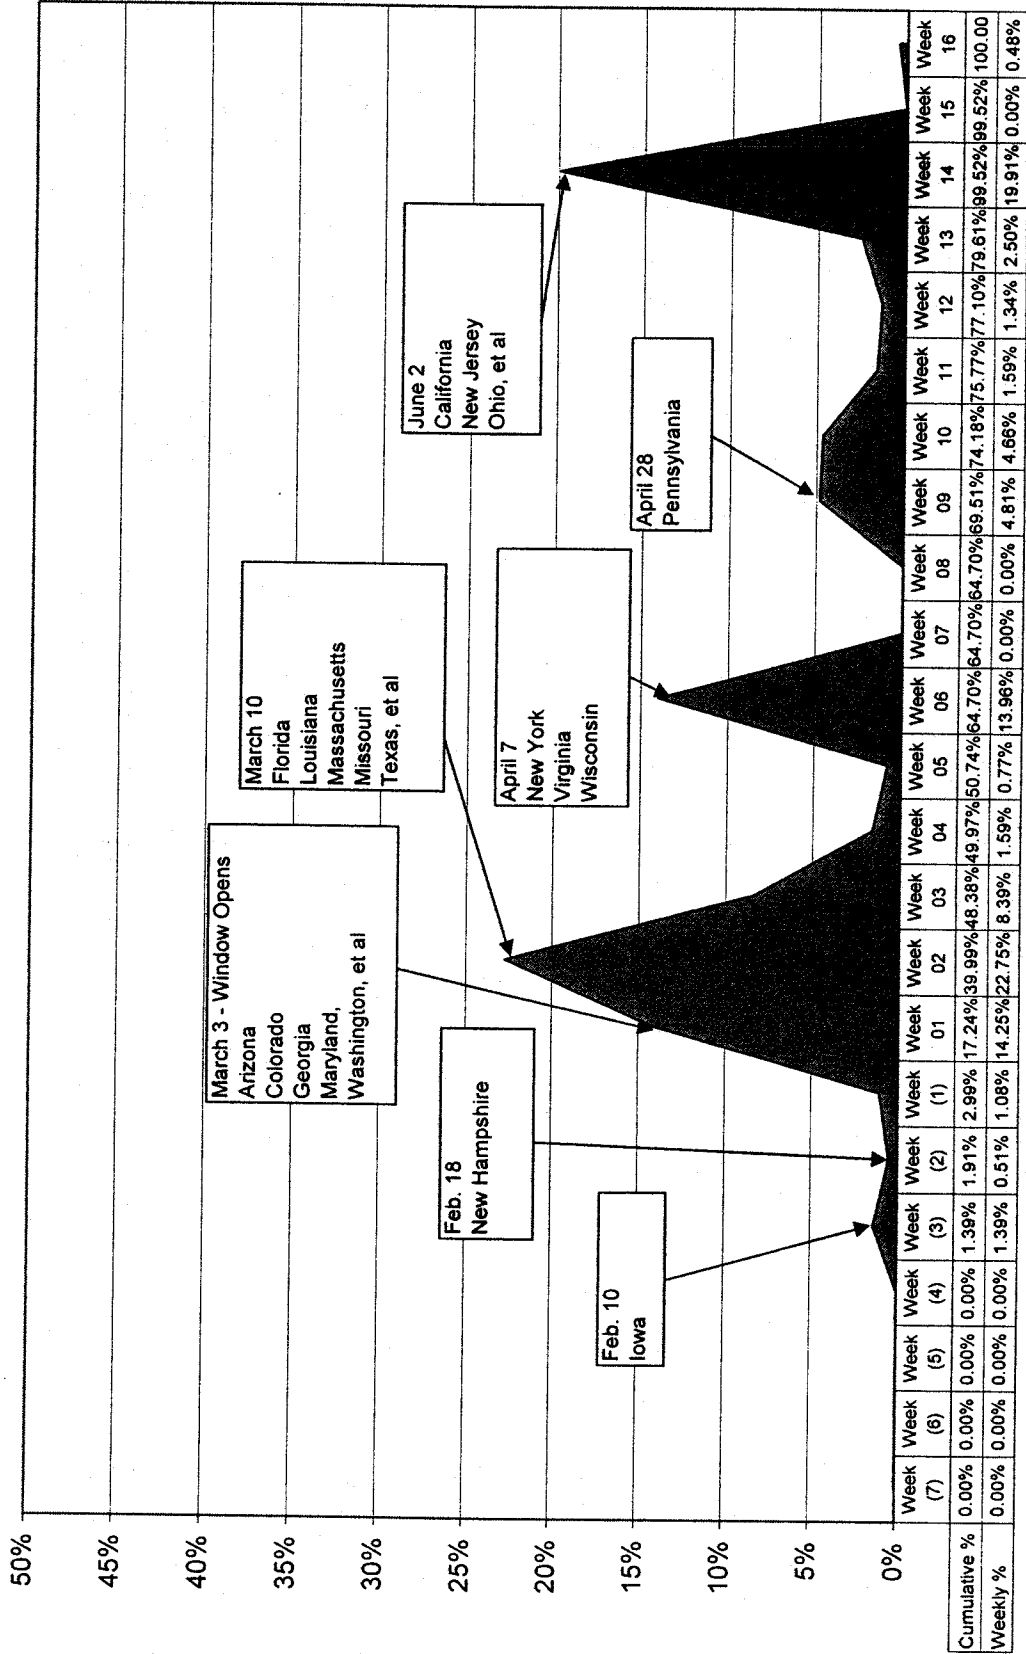 50%
45%
40%
35%
30%
25%
20%
15%
10%
5%
0%
Feb. 10
Iowa
Feb. 18
New Hampshire
March 3 - Window Opens
Arizona
Colorado
Georgia
Maryland,
Washington, et al
March 10
Florida
Louisiana
Massachusetts
Missouri
Texas, et al
April 7
New York
Virginia
Wisconsin
April 28
Pennsylvania
June 2
California
New Jersey
Ohio, et al
Week Week Week Week Week Week Week Week Week Week Week Week Week Week Week Week Week Week Week Week Week Week Week
(7) (6) (5) (4) (3) (2) (1) 01 02 03 04 05 06 07 08 09 10 11 12 13 14 15 16
Cumulative % 0.00% 0.00% 0.00% 0.00% 1.39% 1.91% 2.99% 17.24% 39.99% 48.38% 49.97% 50.74% 64.70% 64.70% 64.70% 69.51% 74.18% 75.77% 77.10% 79.61% 99.52% 99.52% 100.00
Weekly % 0.00% 0.00% 0.00% 0.00% 1.39% 0.51% 1.08% 14.25% 22.75% 8.39% 1.59% 0.77% 13.96% 0.00% 0.00% 4.81% 4.66% 1.59% 1.34% 2.50% 19.91% 0.00% 0.48%